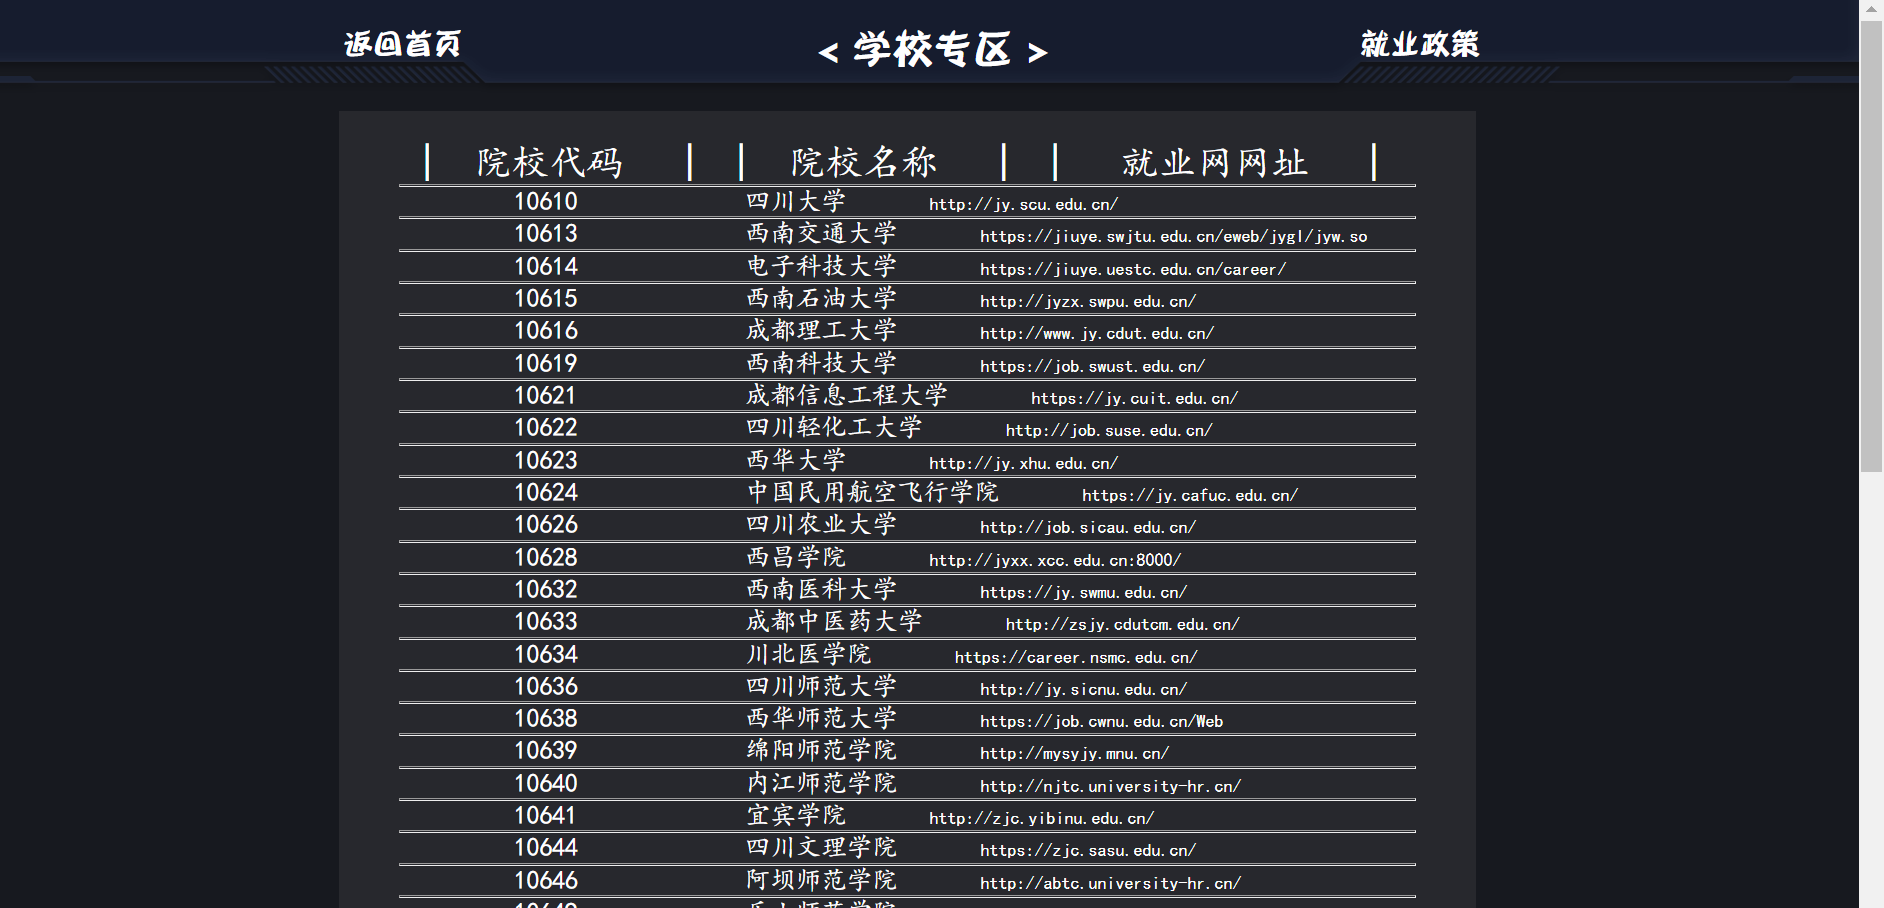 返回首页 < 学校专区 > 就业政策
| 院校代码 | | 院校名称 | | 就业网网址 |
10610 四川大学 http://jy.scu.edu.cn/
10613 西南交通大学 https://jiuye.swjtu.edu.cn/eweb/jygl/jyw.so
10614 电子科技大学 https://jiuye.uestc.edu.cn/career/
10615 西南石油大学 http://jyzx.swpu.edu.cn/
10616 成都理工大学 http://www.jy.cdut.edu.cn/
10619 西南科技大学 https://job.swust.edu.cn/
10621 成都信息工程大学 https://jy.cuit.edu.cn/
10622 四川轻化工大学 http://job.suse.edu.cn/
10623 西华大学 http://jy.xhu.edu.cn/
10624 中国民用航空飞行学院 https://jy.cafuc.edu.cn/
10626 四川农业大学 http://job.sicau.edu.cn/
10628 西昌学院 http://jyxx.xcc.edu.cn:8000/
10632 西南医科大学 https://jy.swmu.edu.cn/
10633 成都中医药大学 http://zsjy.cdutcm.edu.cn/
10634 川北医学院 https://career.nsmc.edu.cn/
10636 四川师范大学 http://jy.sicnu.edu.cn/
10638 西华师范大学 https://job.cwnu.edu.cn/Web
10639 绵阳师范学院 http://mysyjy.mnu.cn/
10640 内江师范学院 http://njtc.university-hr.cn/
10641 宜宾学院 http://zjc.yibinu.edu.cn/
10644 四川文理学院 https://zjc.sasu.edu.cn/
10646 阿坝师范学院 http://abtc.university-hr.cn/